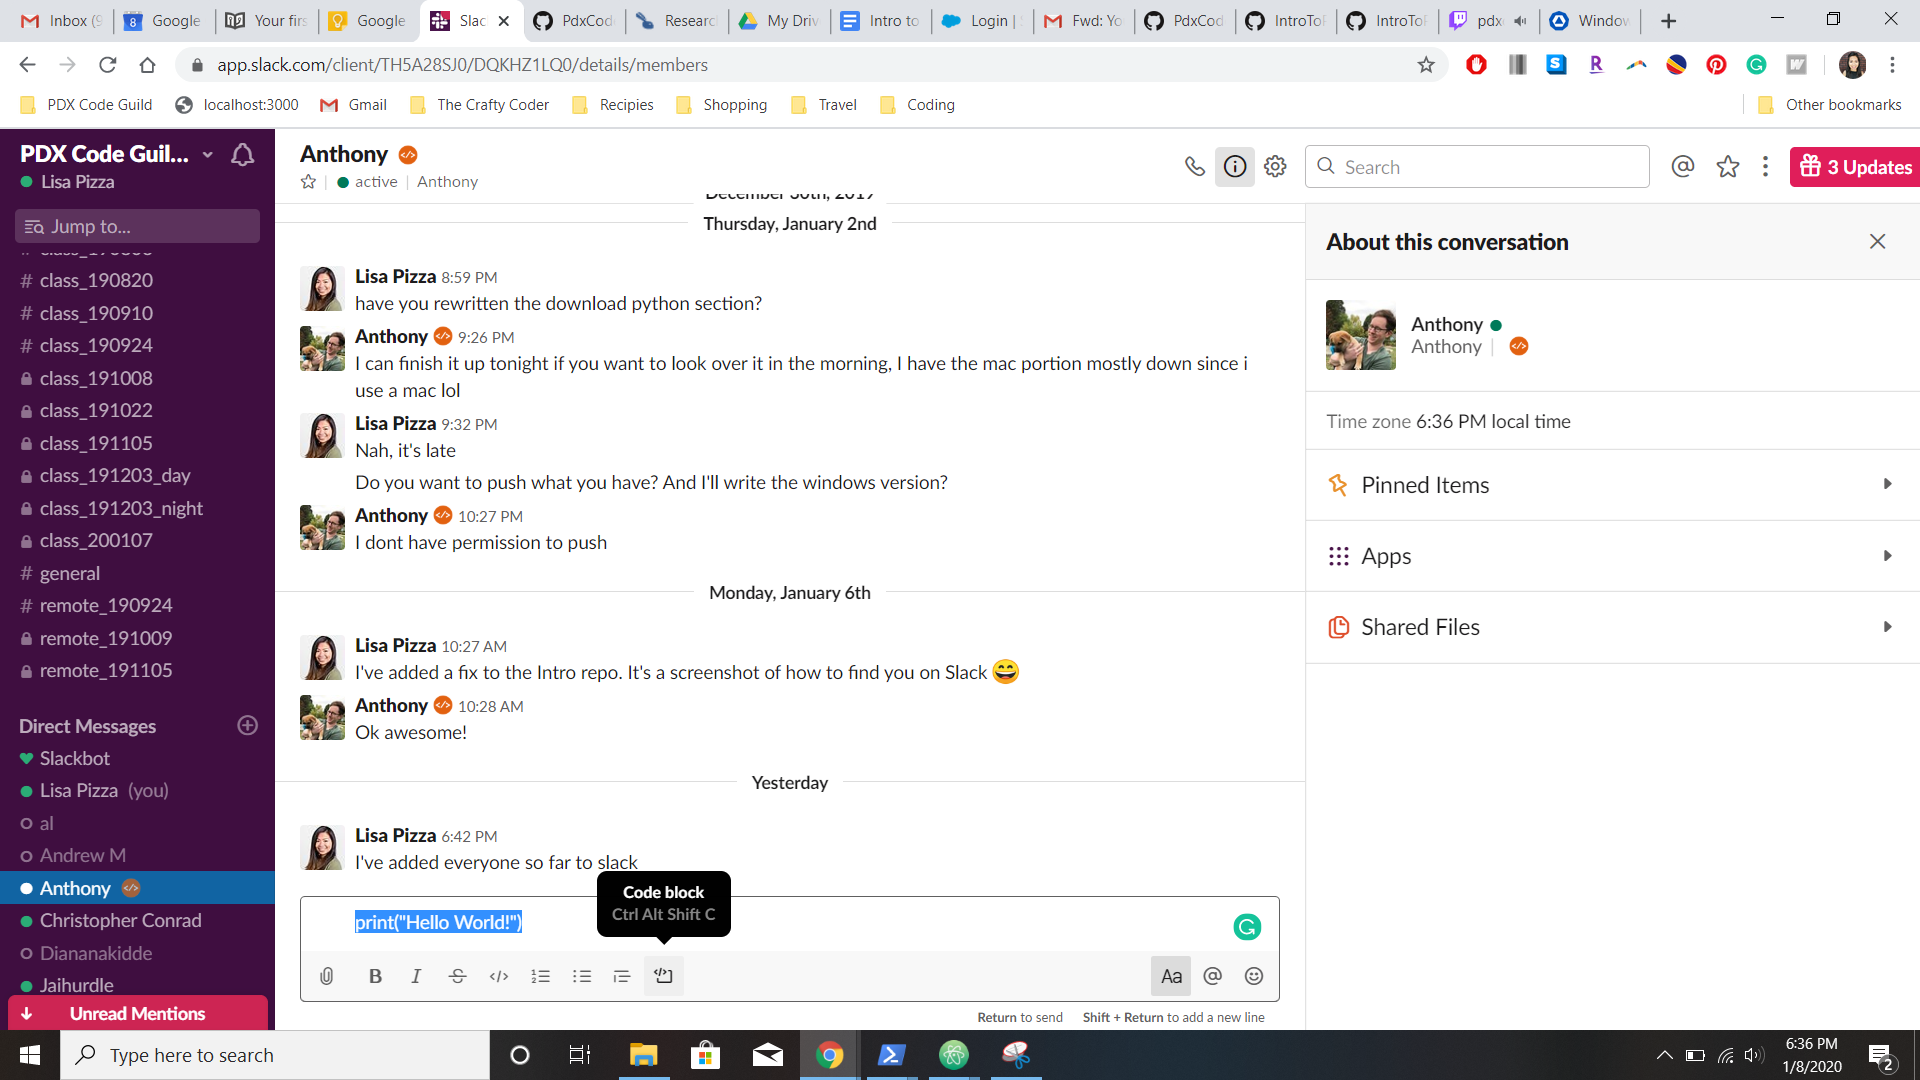 Inbox (9
Google
Your firs
Google
Slac
PdxCod
Researc
My Driv
Intro to
Login |
Fwd: Yo
PdxCod
IntroToP
IntroToP
pdx
Window
app.slack.com/client/TH5A28SJ0/DQKHZ1LQ0/details/members
PDX Code Guild
localhost:3000
Gmail
The Crafty Coder
Recipies
Shopping
Travel
Coding
Other bookmarks
PDX Code Guil...
Lisa Pizza
Jump to...
# class_190820
# class_190910
# class_190924
class_191008
class_191022
class_191105
class_191203_day
class_191203_night
class_200107
# general
# remote_190924
remote_191009
remote_191105
Direct Messages
Slackbot
Lisa Pizza (you)
al
Andrew M
Anthony
Christopher Conrad
Diananakidde
Jaihurdle
Unread Mentions
Anthony
active | Anthony
Search
3 Updates
December 30th, 2019
Thursday, January 2nd
Lisa Pizza 8:59 PM
have you rewritten the download python section?
Anthony 9:26 PM
I can finish it up tonight if you want to look over it in the morning, I have the mac portion mostly down since i
use a mac lol
Lisa Pizza 9:32 PM
Nah, it's late
Do you want to push what you have? And I'll write the windows version?
Anthony 10:27 PM
I dont have permission to push
Monday, January 6th
Lisa Pizza 10:27 AM
I've added a fix to the Intro repo. It's a screenshot of how to find you on Slack 😄
Anthony 10:28 AM
Ok awesome!
Yesterday
Lisa Pizza 6:42 PM
I've added everyone so far to slack
Code block
Ctrl Alt Shift C
print("Hello World!")
B I S </> Aa @
Return to send Shift + Return to add a new line
About this conversation
Anthony
Anthony |
Time zone 6:36 PM local time
Pinned Items
Apps
Shared Files
Type here to search
6:36 PM
1/8/2020
2